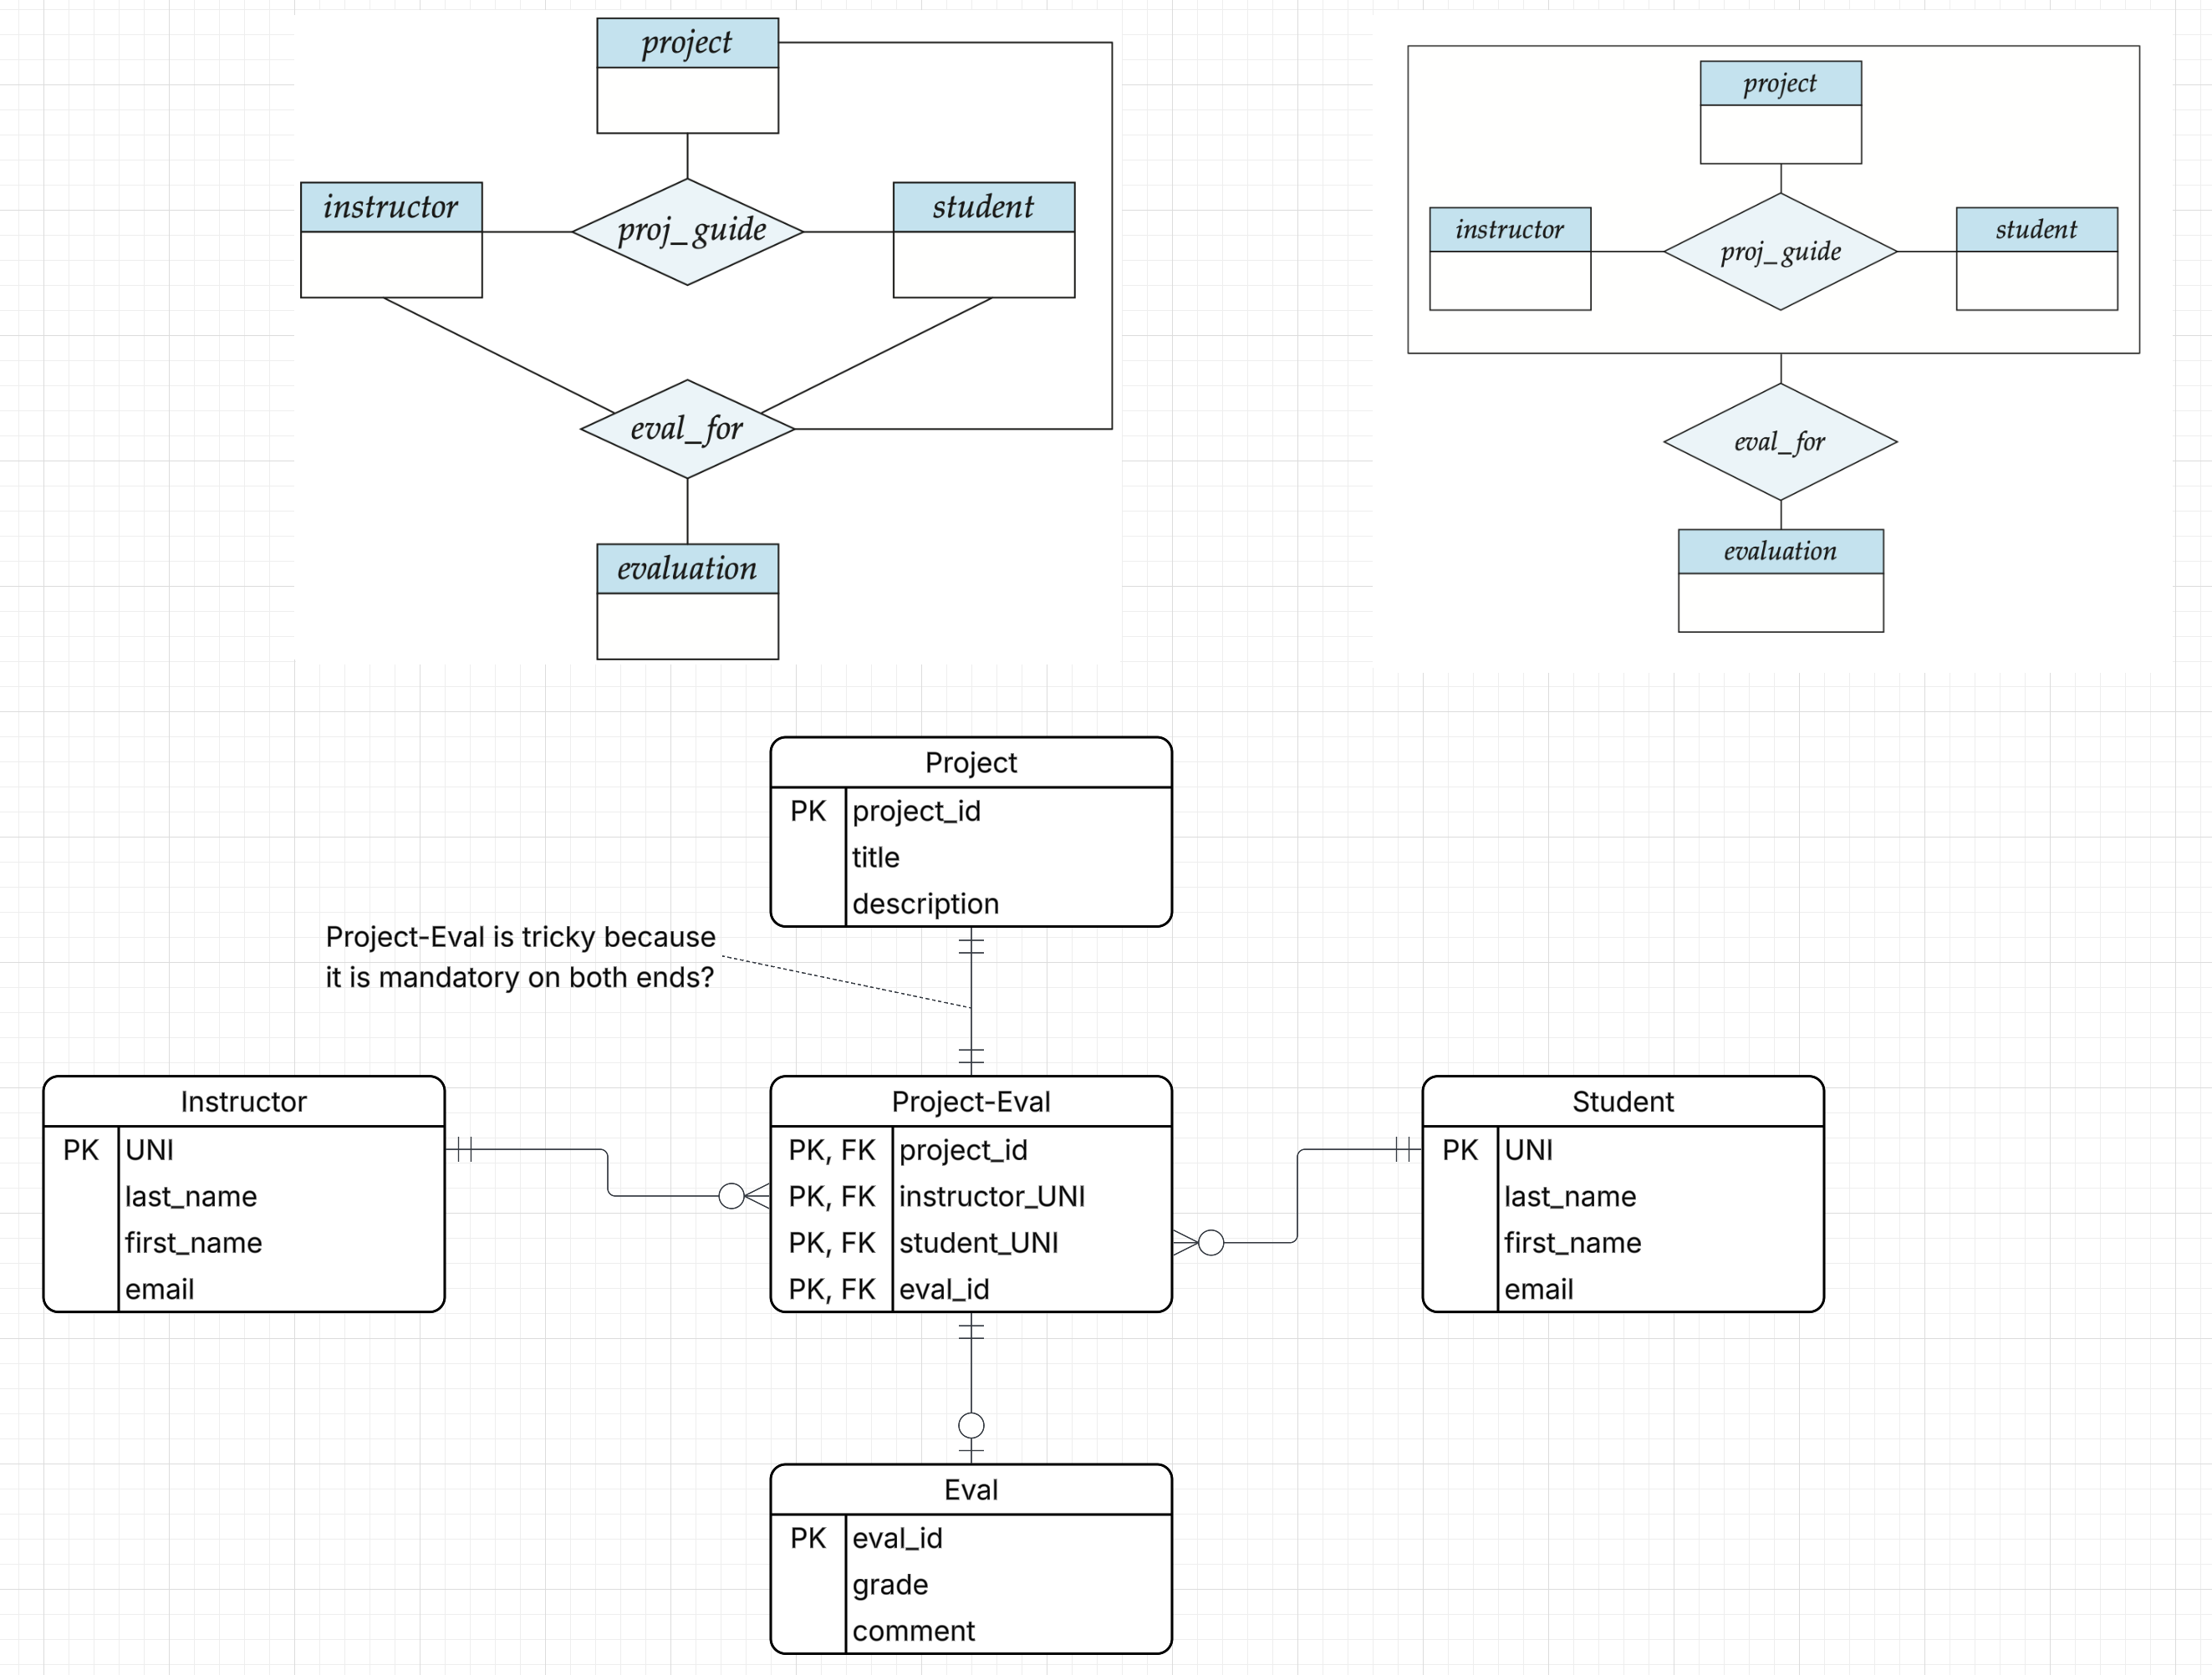 project
instructor
proj_guide
student
eval_for
evaluation
project
instructor
proj_guide
student
eval_for
evaluation
Project
PK project_id
title
description
Project-Eval is tricky because
it is mandatory on both ends?
Instructor
PK UNI
last_name
first_name
email
Project-Eval
PK, FK project_id
PK, FK instructor_UNI
PK, FK student_UNI
PK, FK eval_id
Student
PK UNI
last_name
first_name
email
Eval
PK eval_id
grade
comment